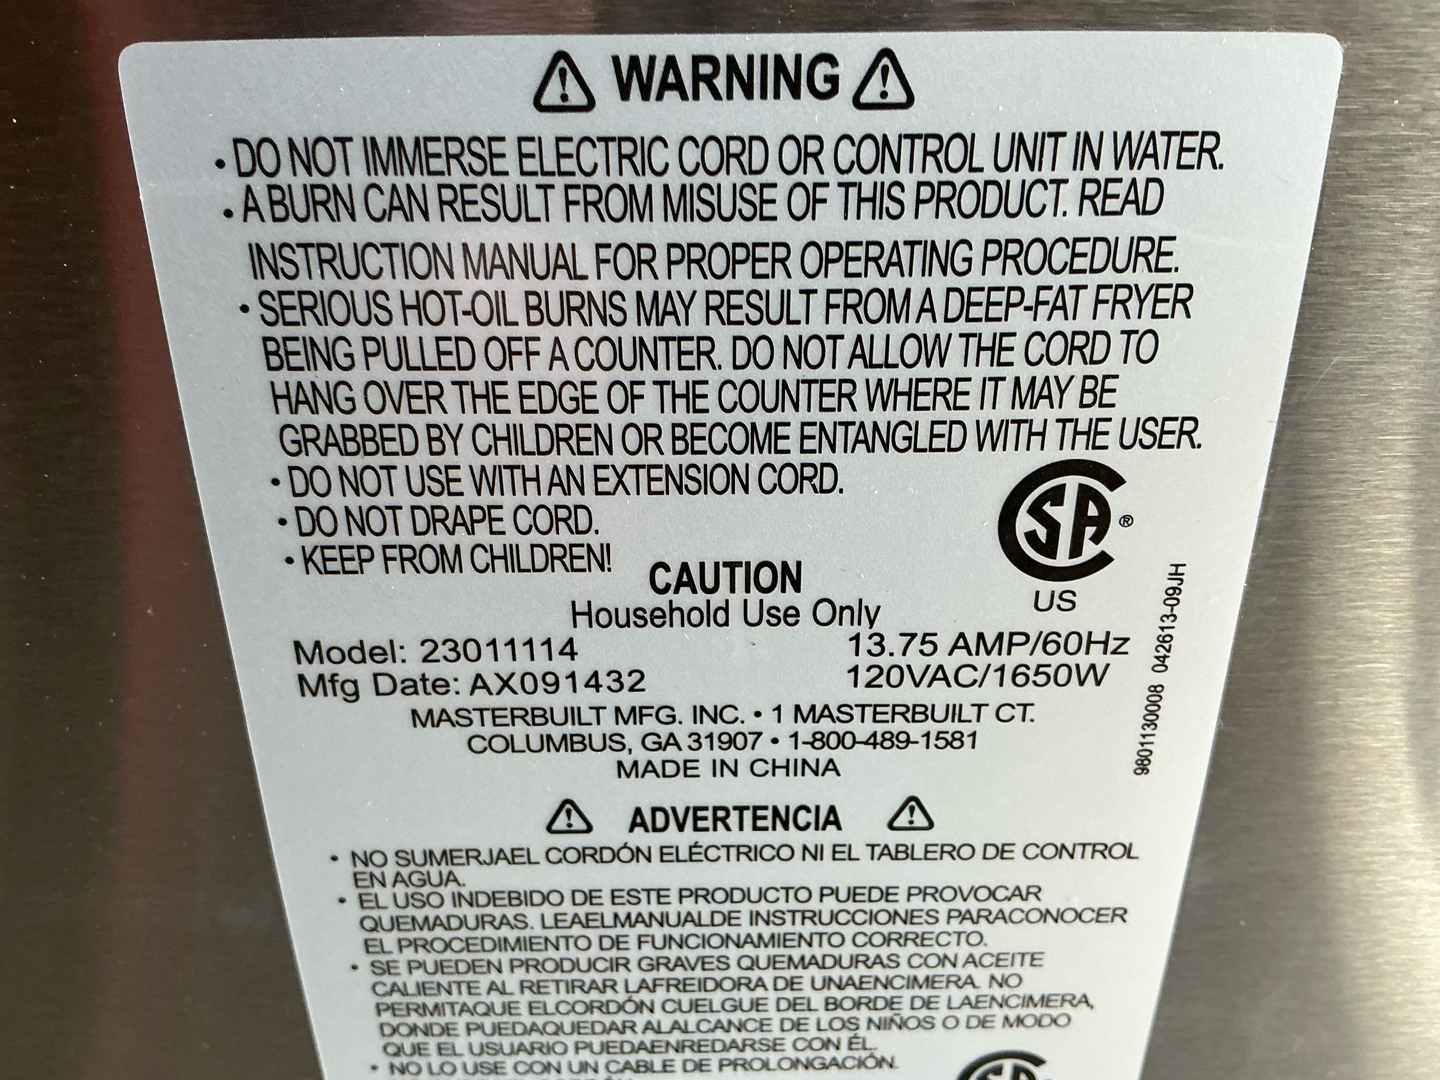 WARNING
• DO NOT IMMERSE ELECTRIC CORD OR CONTROL UNIT IN WATER.
• A BURN CAN RESULT FROM MISUSE OF THIS PRODUCT. READ
INSTRUCTION MANUAL FOR PROPER OPERATING PROCEDURE.
• SERIOUS HOT-OIL BURNS MAY RESULT FROM A DEEP-FAT FRYER
BEING PULLED OFF A COUNTER. DO NOT ALLOW THE CORD TO
HANG OVER THE EDGE OF THE COUNTER WHERE IT MAY BE
GRABBED BY CHILDREN OR BECOME ENTANGLED WITH THE USER.
• DO NOT USE WITH AN EXTENSION CORD.
• DO NOT DRAPE CORD.
• KEEP FROM CHILDREN!
CSA®
US
CAUTION
Household Use Only
Model: 23011114 13.75 AMP/60Hz
Mfg Date: AX091432 120VAC/1650W
MASTERBUILT MFG. INC. • 1 MASTERBUILT CT.
COLUMBUS, GA 31907 • 1-800-489-1581
MADE IN CHINA
9801130008 042613-09JH
ADVERTENCIA
• NO SUMERJAEL CORDÓN ELÉCTRICO NI EL TABLERO DE CONTROL
EN AGUA.
• EL USO INDEBIDO DE ESTE PRODUCTO PUEDE PROVOCAR
QUEMADURAS. LEAELMANUALDE INSTRUCCIONES PARACONOCER
EL PROCEDIMIENTO DE FUNCIONAMIENTO CORRECTO.
• SE PUEDEN PRODUCIR GRAVES QUEMADURAS CON ACEITE
CALIENTE AL RETIRAR LAFREIDORA DE UNAENCIMERA. NO
PERMITAQUE ELCORDÓN CUELGUE DEL BORDE DE LAENCIMERA,
DONDE PUEDAQUEDAR ALALCANCE DE LOS NIÑOS O DE MODO
QUE EL USUARIO PUEDAENREDARSE CON ÉL.
• NO LO USE CON UN CABLE DE PROLONGACIÓN.